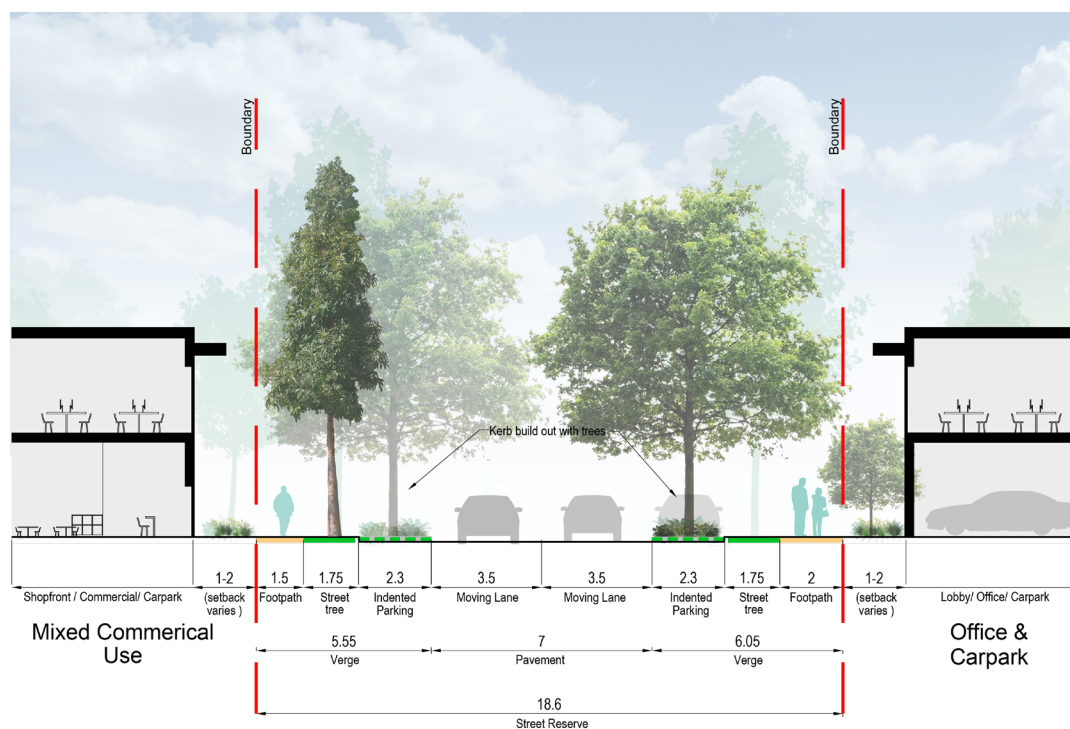 Boundary
Boundary
Kerb build out with trees
1-2
1.5
1.75
2.3
3.5
3.5
2.3
1.75
2
1-2
Shopfront / Commercial/ Carpark
(setback
varies )
Footpath
Street
tree
Indented
Parking
Moving Lane
Moving Lane
Indented
Parking
Street
tree
Footpath
(setback
varies )
Lobby/ Office/ Carpark
Mixed Commerical
Use
Office &
Carpark
5.55
Verge
7
Pavement
6.05
Verge
18.6
Street Reserve